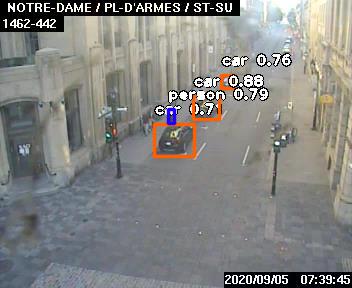 NOTRE-DAME / PL-D'ARMES / ST-SU
1462-442
car 0.76
car 0.88
person 0.79
car 0.71
2020/09/05 07:39:45